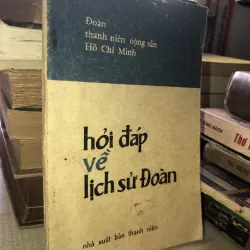 Đoàn
thanh niên cộng sản
Hồ Chí Minh
hỏi đáp
về
lịch sử Đoàn
nhà xuất bản thanh niên